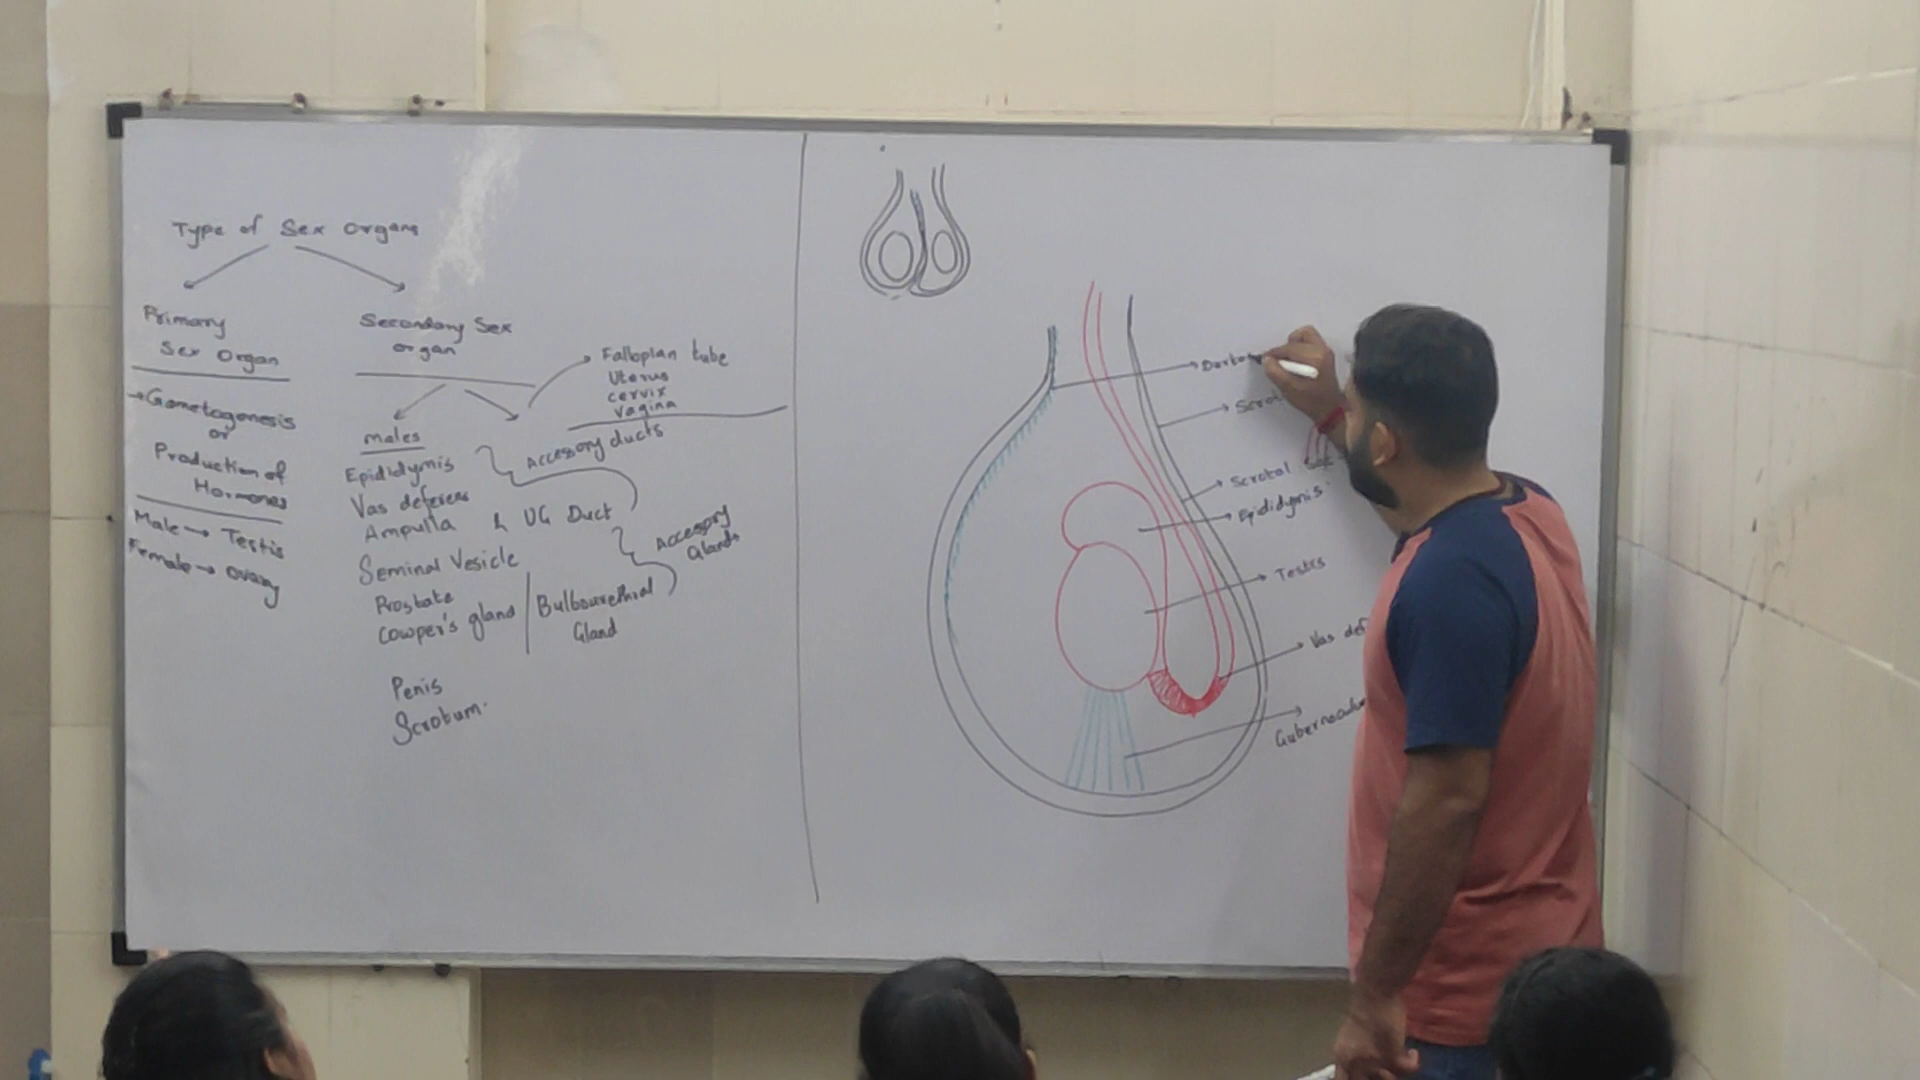 Type of Sex Organs
Primary
Sex Organ
→Gametogenesis
or
Production of
Hormones
Male → Testis
Female → Ovary
Secondary Sex
organ
males
Epididymis
Vas deferens
Ampulla
Seminal Vesicle
Prostate
Cowper's gland / Bulbourethral
Gland
Penis
Scrotum.
Fallopian tube
Uterus
cervix
vagina
Accessory ducts
& UG Duct
Accessory
Glands
→ Scrotal
→ Epididymis.
→ Testis
→ Vas def